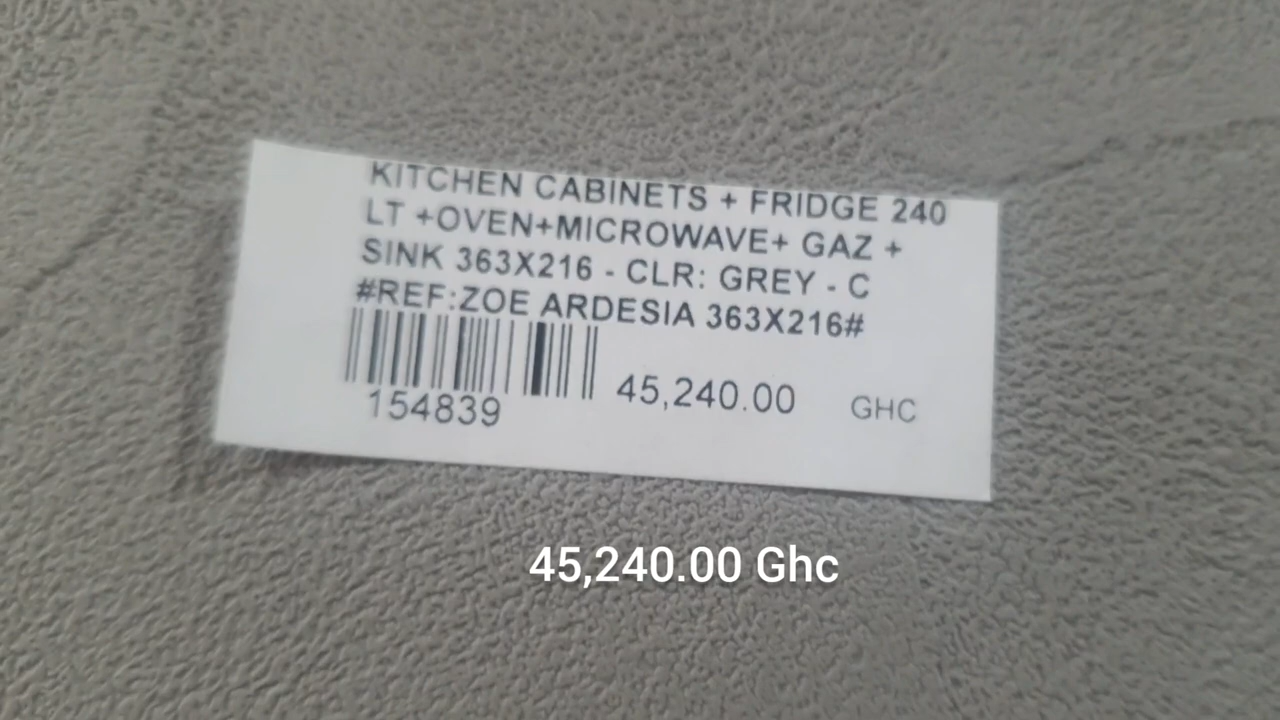 KITCHEN CABINETS + FRIDGE 240
LT +OVEN+MICROWAVE+ GAZ +
SINK 363X216 - CLR: GREY - C
#REF:ZOE ARDESIA 363X216#
45,240.00 GHC
154839
45,240.00 Ghc